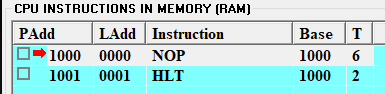 CPU INSTRUCTIONS IN MEMORY (RAM)
PAdd LAdd Instruction Base T
1000 0000 NOP 1000 6
1001 0001 HLT 1000 2